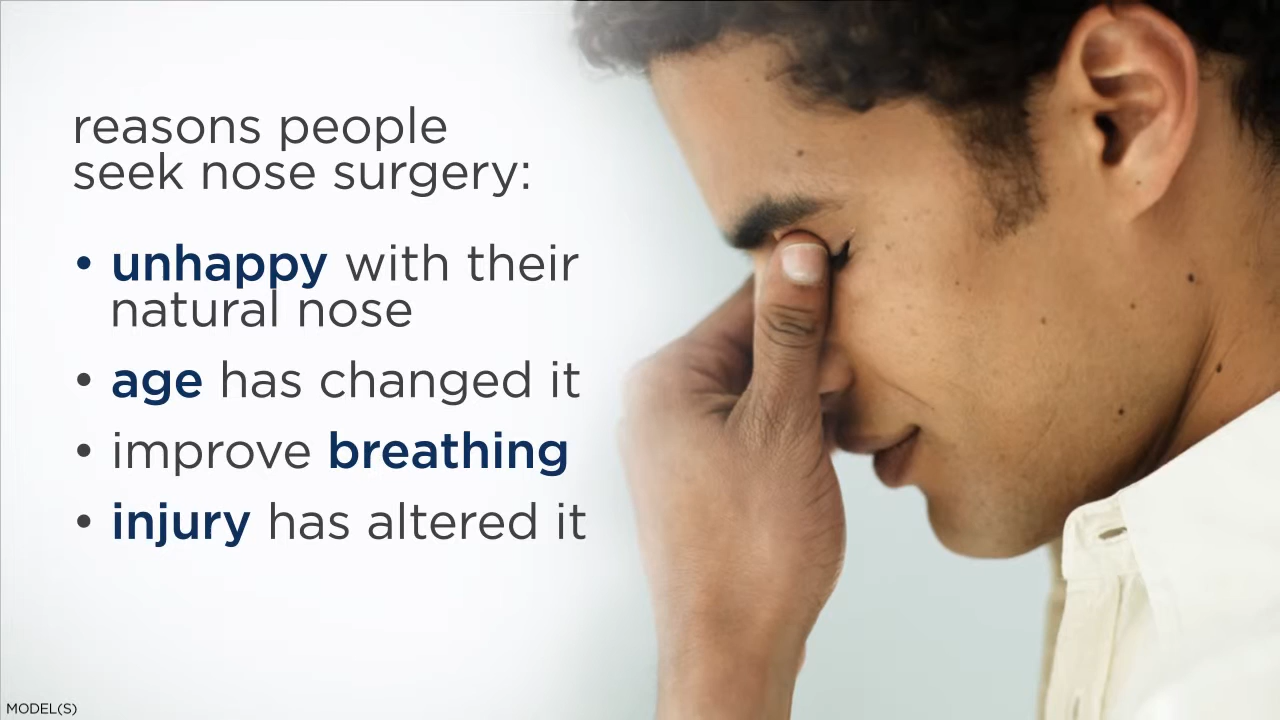 reasons people
seek nose surgery:
• unhappy with their
natural nose
• age has changed it
• improve breathing
• injury has altered it
MODEL(S)